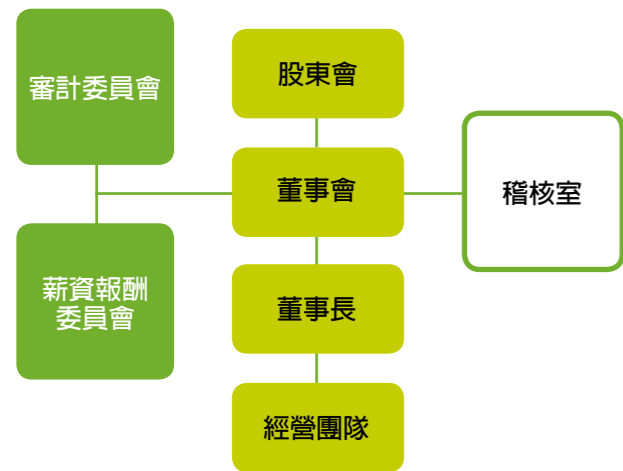 審計委員會
股東會
董事會
稽核室
薪資報酬
委員會
董事長
經營團隊